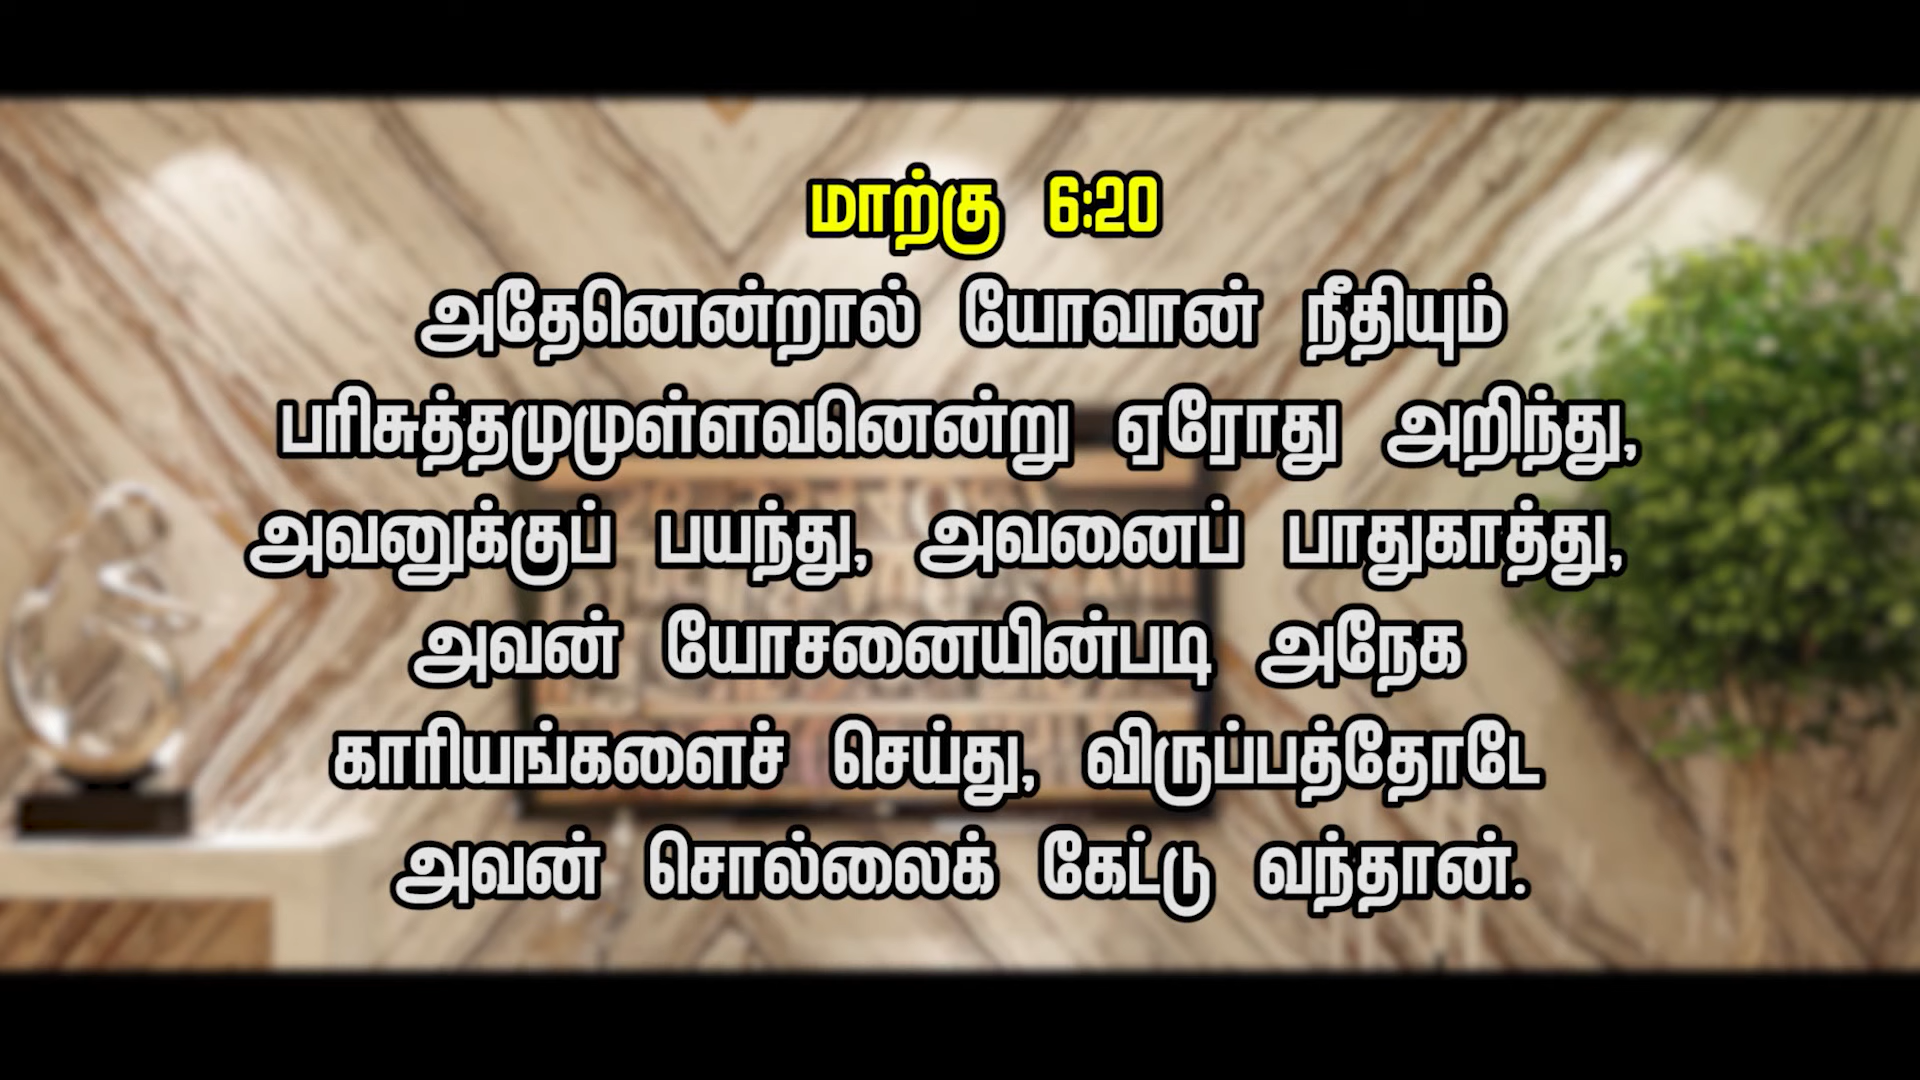 மாற்கு 6:20
அதேனென்றால் யோவான் நீதியும்
பரிசுத்தமுமுள்ளவனென்று ஏரோது அறிந்து,
அவனுக்குப் பயந்து, அவனைப் பாதுகாத்து,
அவன் யோசனையின்படி அநேக
காரியங்களைச் செய்து, விருப்பத்தோடே
அவன் சொல்லைக் கேட்டு வந்தான்.